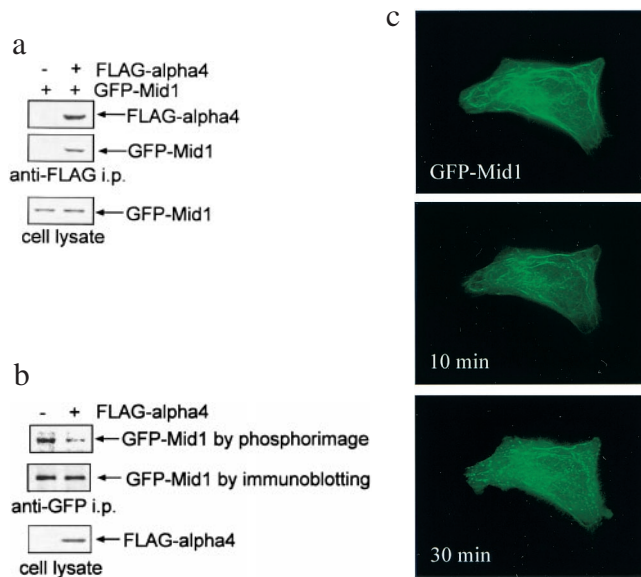 a
- + FLAG-alpha4
+ + GFP-Mid1
FLAG-alpha4
GFP-Mid1
anti-FLAG i.p.
GFP-Mid1
cell lysate
b
- + FLAG-alpha4
GFP-Mid1 by phosphorimage
GFP-Mid1 by immunoblotting
anti-GFP i.p.
FLAG-alpha4
cell lysate
c
GFP-Mid1
10 min
30 min